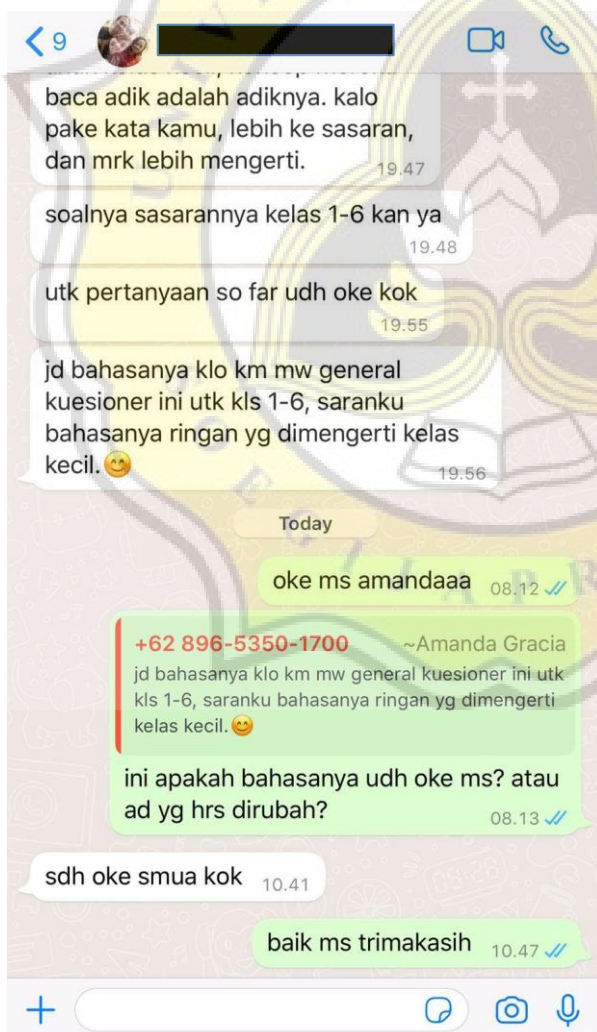 9
baca adik adalah adiknya. kalo
pake kata kamu, lebih ke sasaran,
dan mrk lebih mengerti.
19.47
soalnya sasarannya kelas 1-6 kan ya
19.48
utk pertanyaan so far udh oke kok
19.55
jd bahasanya klo km mw general
kuesioner ini utk kls 1-6, saranku
bahasanya ringan yg dimengerti kelas
kecil.😊
19.56
Today
oke ms amandaaa 08.12
+62 896-5350-1700 ~Amanda Gracia
jd bahasanya klo km mw general kuesioner ini utk
kls 1-6, saranku bahasanya ringan yg dimengerti
kelas kecil.😊
ini apakah bahasanya udh oke ms? atau
ad yg hrs dirubah?
08.13
sdh oke smua kok 10.41
baik ms trimakasih 10.47